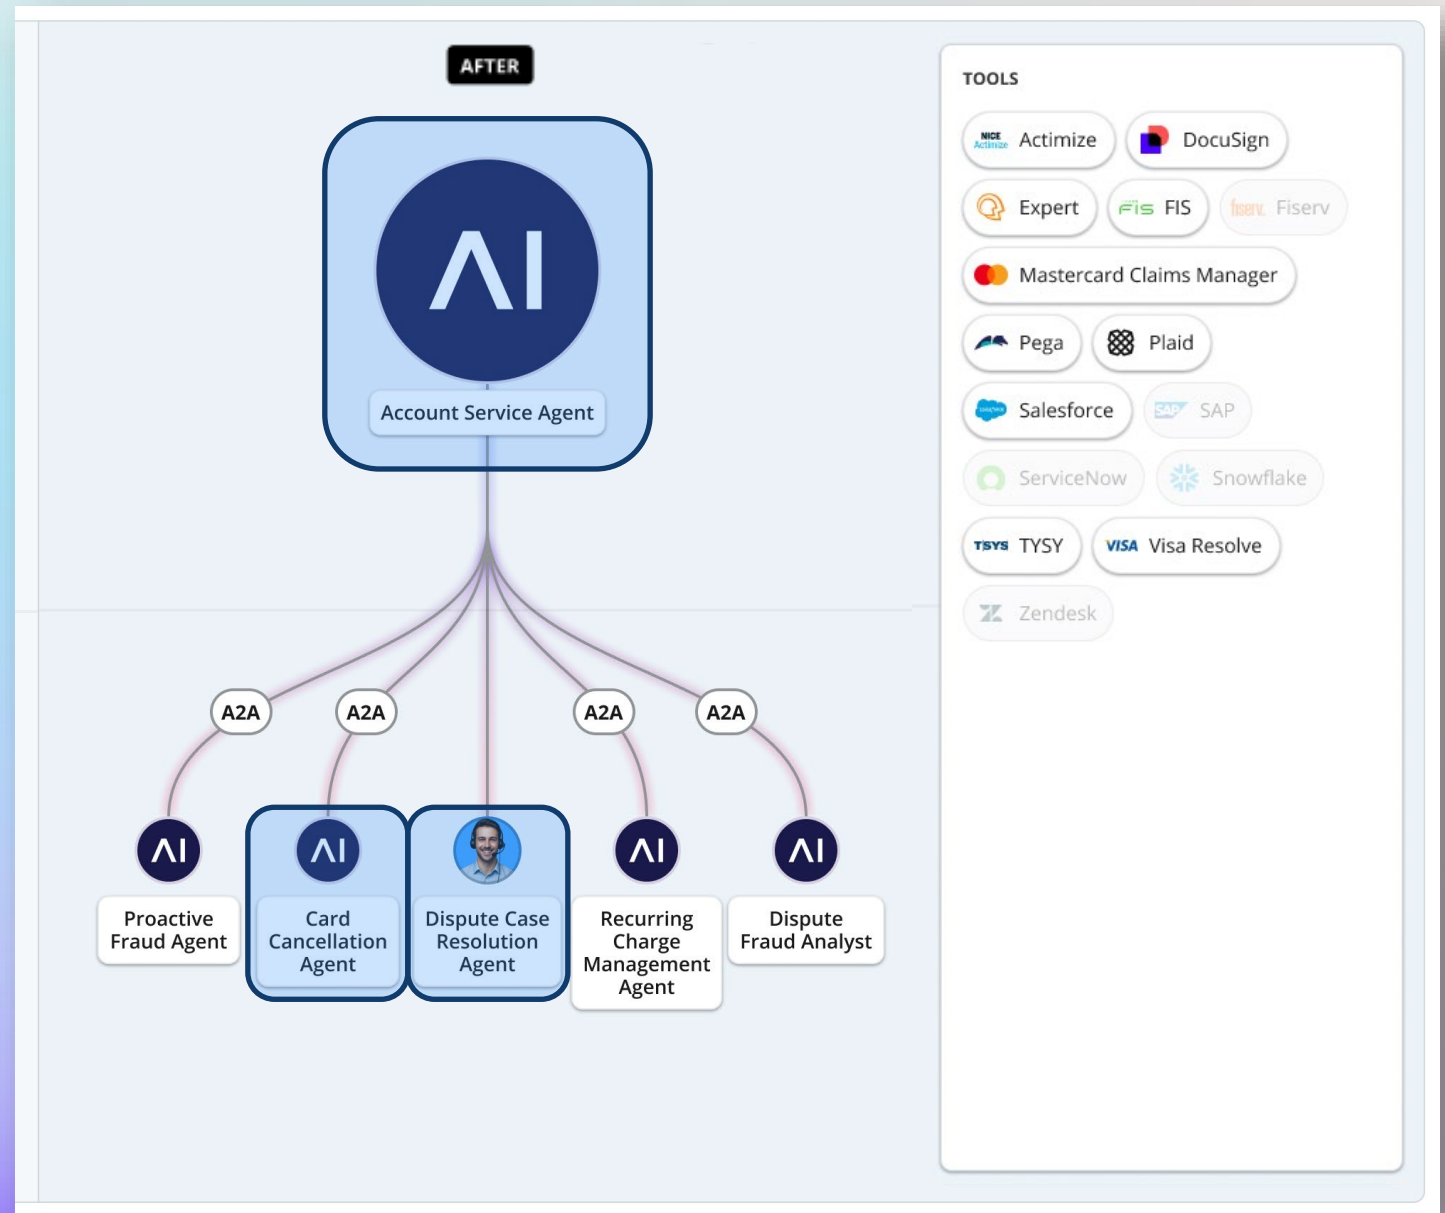 AFTER
AI
Account Service Agent
A2A
A2A
A2A
A2A
AI
Proactive
Fraud Agent
AI
Card
Cancellation
Agent
Dispute Case
Resolution
Agent
AI
Recurring
Charge
Management
Agent
AI
Dispute
Fraud Analyst
TOOLS
NICE
Actimize
Actimize
DocuSign
Expert
Fis FIS
fiserv. Fiserv
Mastercard Claims Manager
Pega
Plaid
Salesforce
SAP SAP
ServiceNow
Snowflake
TSYS TYSY
VISA Visa Resolve
Zendesk